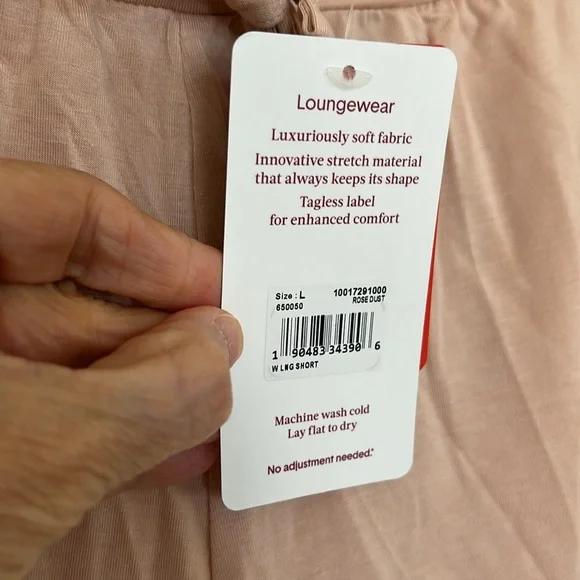 Loungewear
Luxuriously soft fabric
Innovative stretch material
that always keeps its shape
Tagless label
for enhanced comfort
Size : L 10017291000
650050 ROSE DUST
1 90483 34390 6
W LNG SHORT
Machine wash cold
Lay flat to dry
No adjustment needed.™